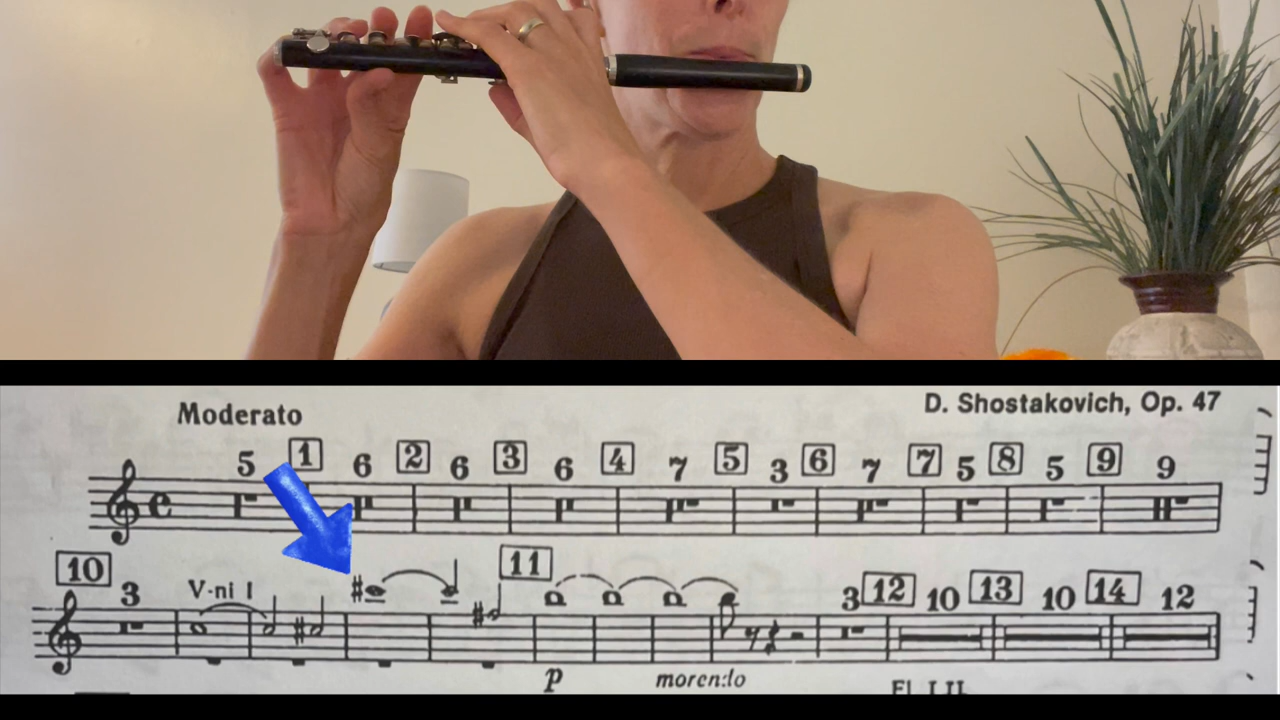 Moderato
D. Shostakovich, Op. 47
5 1 6 2 6 3 6 4 7 5 3 6 7 7 5 8 5 9 9
10 3 V-ni I 11 3 12 10 13 10 14 12
p morendo